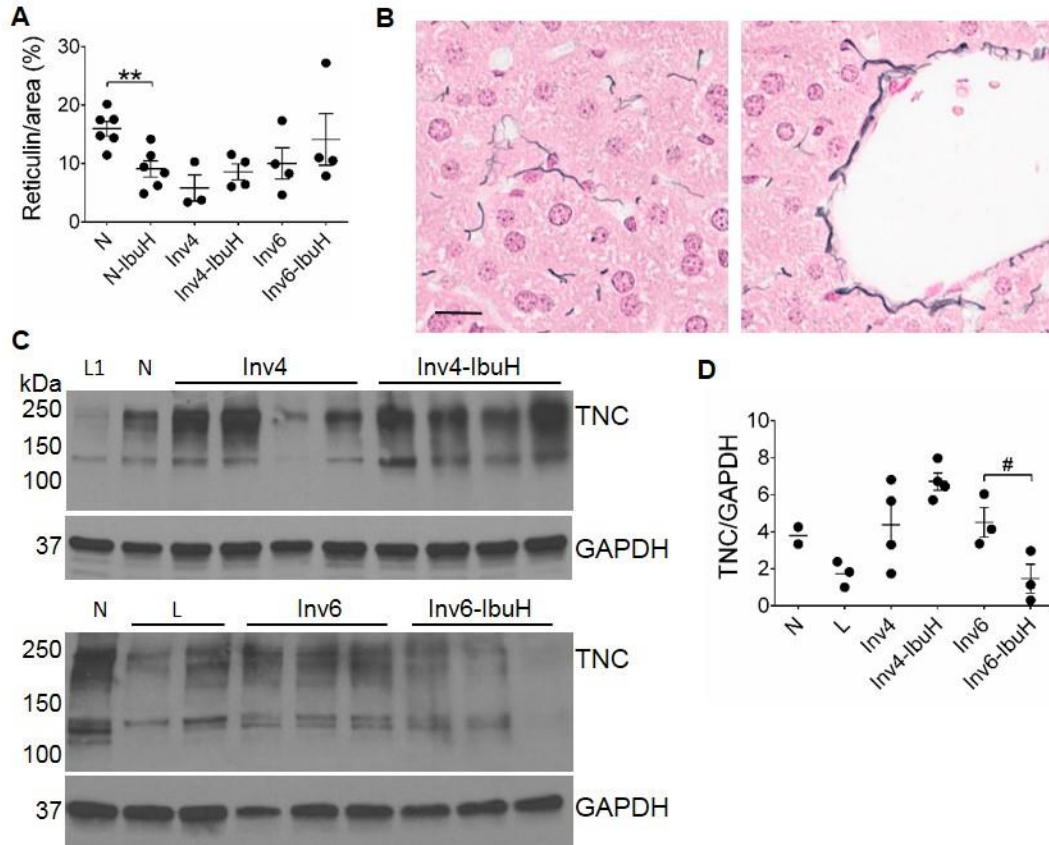 A
Reticulin/area (%)
30
20
10
0
**
N
N-IbuH
Inv4
Inv4-IbuH
Inv6
Inv6-IbuH
B
C
kDa
L1 N Inv4 Inv4-IbuH
250
150
100
TNC
37
GAPDH
N L Inv6 Inv6-IbuH
250
150
100
TNC
37
GAPDH
D
TNC/GAPDH
10
8
6
4
2
0
#
N
L
Inv4
Inv4-IbuH
Inv6
Inv6-IbuH